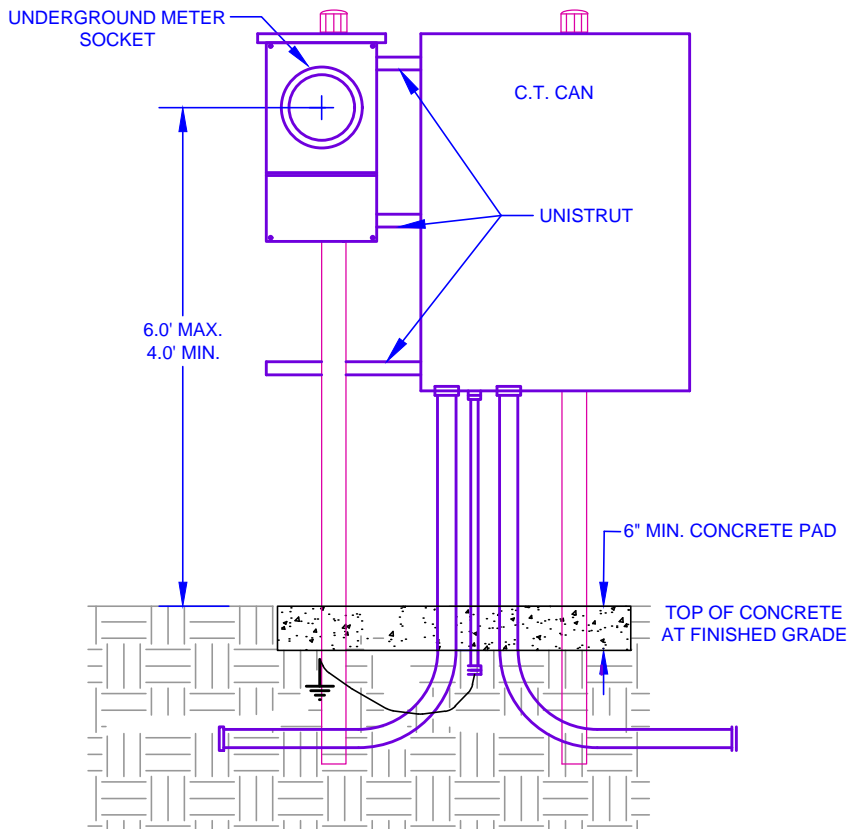 UNDERGROUND METER
SOCKET
C.T. CAN
UNISTRUT
6.0' MAX.
4.0' MIN.
6" MIN. CONCRETE PAD
TOP OF CONCRETE
AT FINISHED GRADE